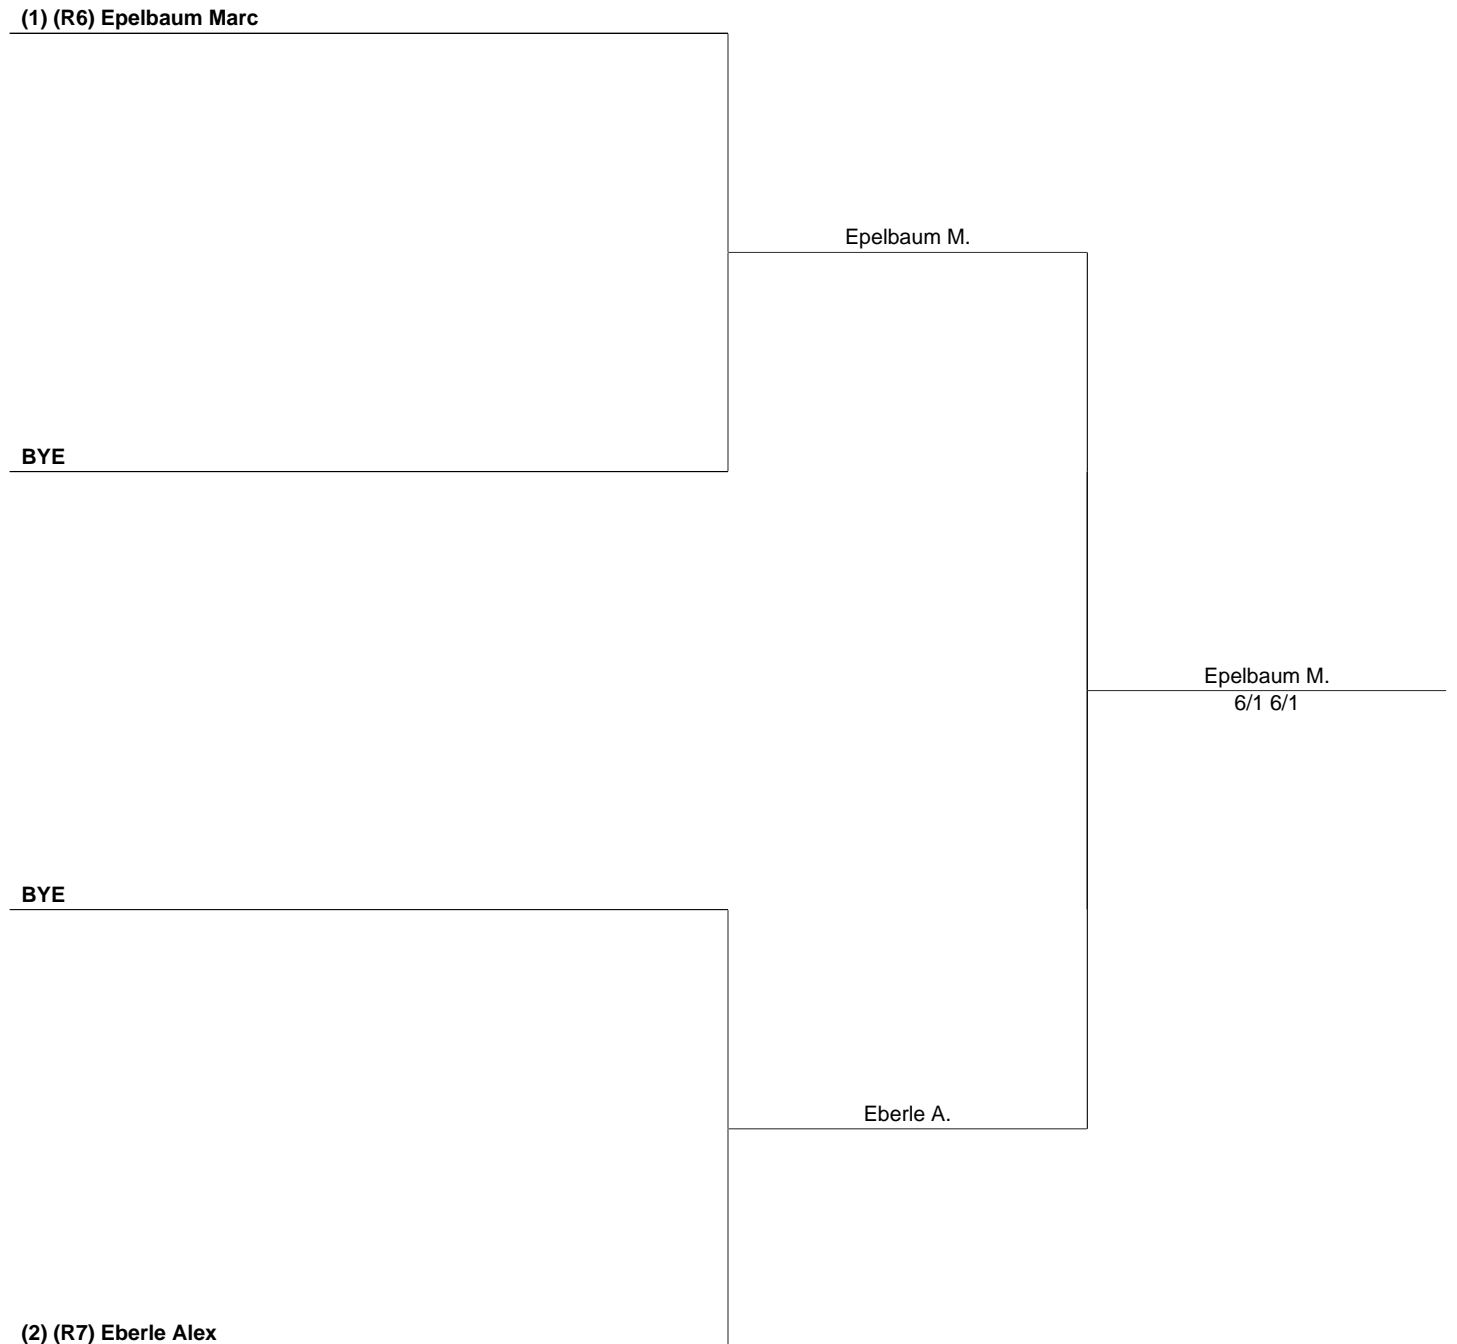 (1) (R6) Epelbaum Marc
Epelbaum M.
BYE
Epelbaum M.
6/1 6/1
BYE
Eberle A.
(2) (R7) Eberle Alex